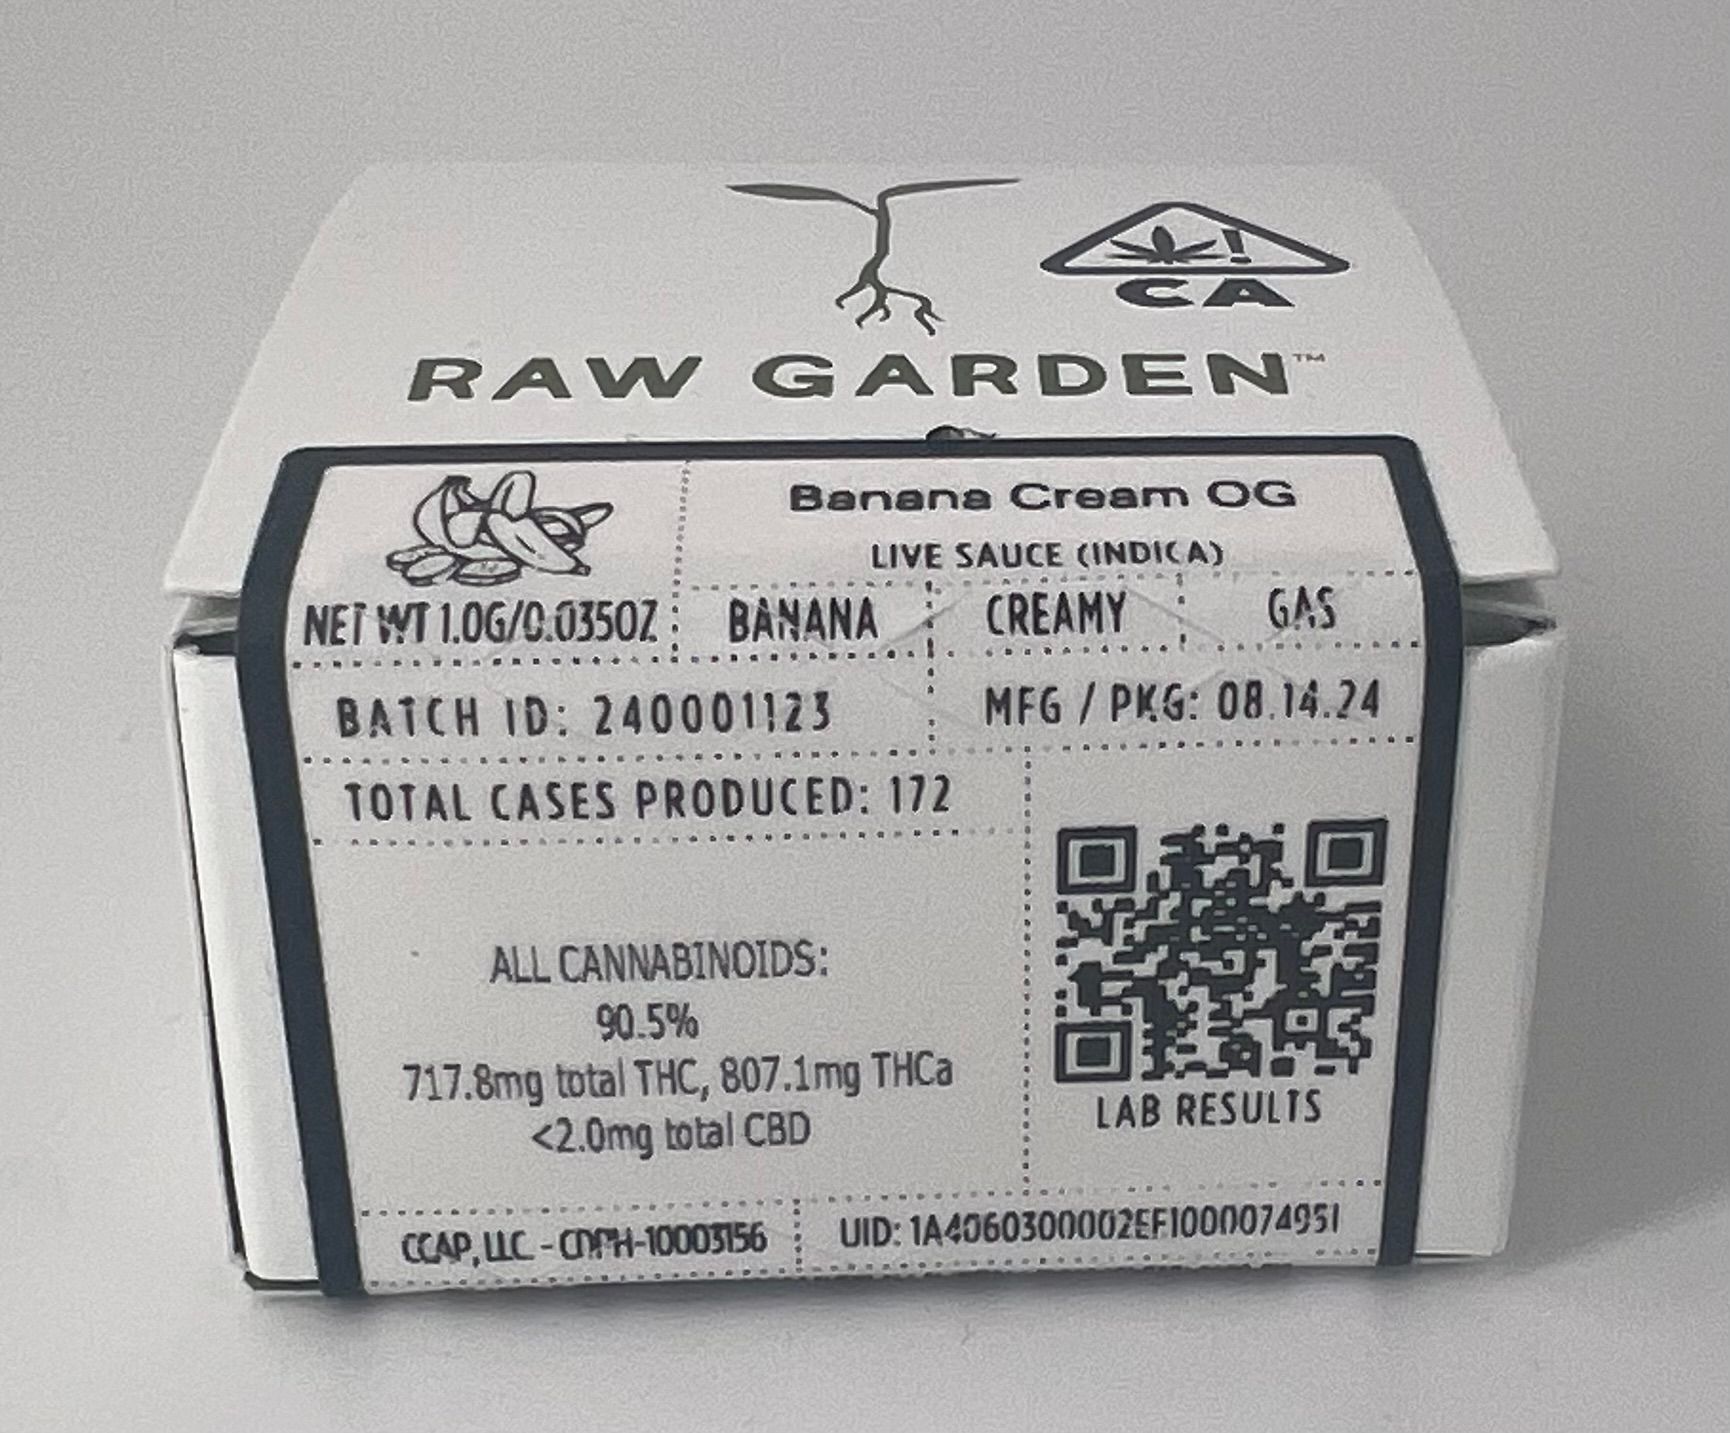 CA
RAW GARDEN™
Banana Cream OG
LIVE SAUCE (INDICA)
NET WT 1.0G/0.035OZ
BANANA
CREAMY
GAS
BATCH ID: 240001123
MFG / PKG: 08.14.24
TOTAL CASES PRODUCED: 172
ALL CANNABINOIDS:
90.5%
717.8mg total THC, 807.1mg THCa
<2.0mg total CBD
LAB RESULTS
CCAP, LLC - CDPH-10003156
UID: 1A4060300002EF1000074951